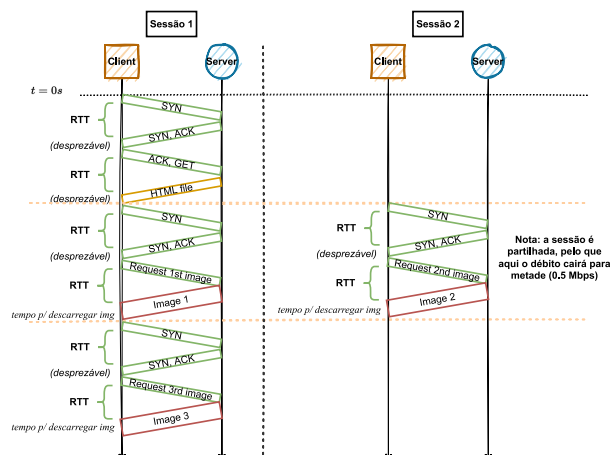 Sessão 1
Sessão 2
Client
Server
Client
Server
t = 0s
SYN
RTT
SYN, ACK
(desprezável)
ACK, GET
RTT
HTML file
(desprezável)
SYN
RTT
SYN, ACK
(desprezável)
Request 1st image
RTT
Image 1
tempo p/ descarregar img
SYN
RTT
SYN, ACK
(desprezável)
Request 2nd image
RTT
Image 2
tempo p/ descarregar img
Nota: a sessão é
partilhada, pelo que
aqui o débito cairá para
metade (0.5 Mbps)
SYN
RTT
SYN, ACK
(desprezável)
Request 3rd image
RTT
Image 3
tempo p/ descarregar img